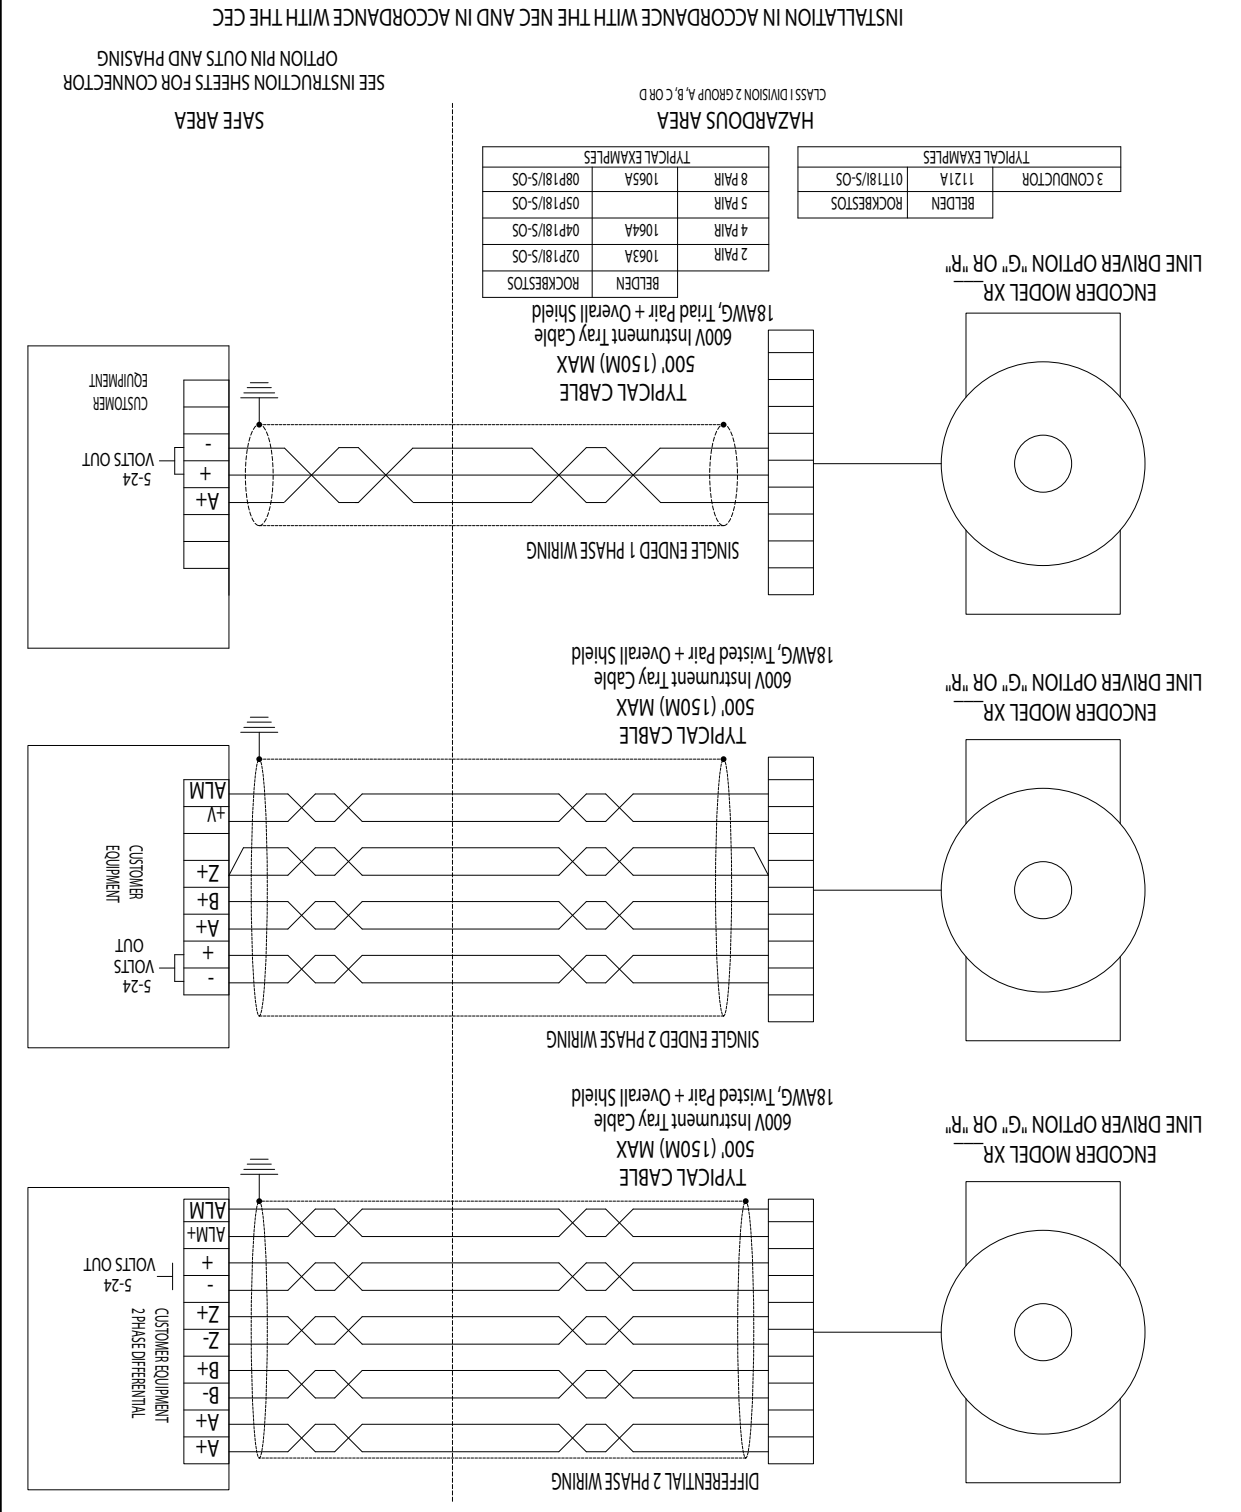 DIFFERENTIAL 2 PHASE WIRING
A+
A+
B-
B+
Z-
Z+
-
+
ALM+
ALM
CUSTOMER EQUIPMENT
2 PHASE DIFFERENTIAL
5-24
VOLTS OUT
ENCODER MODEL XR___
LINE DRIVER OPTION "G" OR "R"
TYPICAL CABLE
500' (150M) MAX
600V Instrument Tray Cable
18AWG, Twisted Pair + Overall Shield
SINGLE ENDED 2 PHASE WIRING
-
+
A+
B+
Z+
+V
ALM
5-24
VOLTS
OUT
CUSTOMER
EQUIPMENT
ENCODER MODEL XR___
LINE DRIVER OPTION "G" OR "R"
TYPICAL CABLE
500' (150M) MAX
600V Instrument Tray Cable
18AWG, Twisted Pair + Overall Shield
SINGLE ENDED 1 PHASE WIRING
A+
+
-
5-24
VOLTS OUT
CUSTOMER
EQUIPMENT
TYPICAL CABLE
500' (150M) MAX
600V Instrument Tray Cable
18AWG, Triad Pair + Overall Shield
ENCODER MODEL XR___
LINE DRIVER OPTION "G" OR "R"
BELDEN ROCKBESTOS
3 CONDUCTOR 1121A 01T18I/S-OS
TYPICAL EXAMPLES
BELDEN ROCKBESTOS
2 PAIR 1063A 02P18I/S-OS
4 PAIR 1064A 04P18I/S-OS
5 PAIR 05P18I/S-OS
8 PAIR 1065A 08P18I/S-OS
TYPICAL EXAMPLES
HAZARDOUS AREA
CLASS I DIVISION 2 GROUP A, B, C OR D
SAFE AREA
SEE INSTRUCTION SHEETS FOR CONNECTOR
OPTION PIN OUTS AND PHASING
INSTALLATION IN ACCORDANCE WITH THE NEC AND IN ACCORDANCE WITH THE CEC